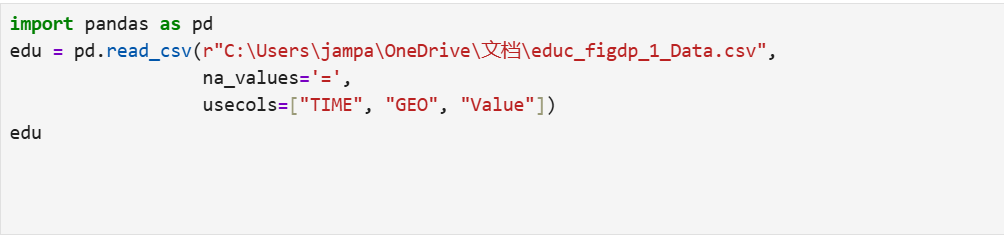 import pandas as pd
edu = pd.read_csv(r"C:\Users\jampa\OneDrive\文档\educ_figdp_1_Data.csv",
                  na_values='=',
                  usecols=["TIME", "GEO", "Value"])
edu